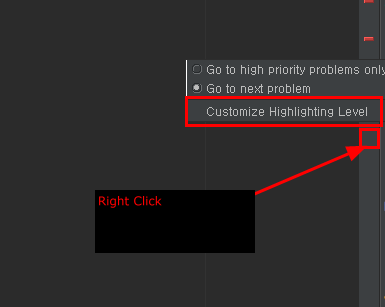 Go to high priority problems only
Go to next problem
Customize Highlighting Level
Right Click